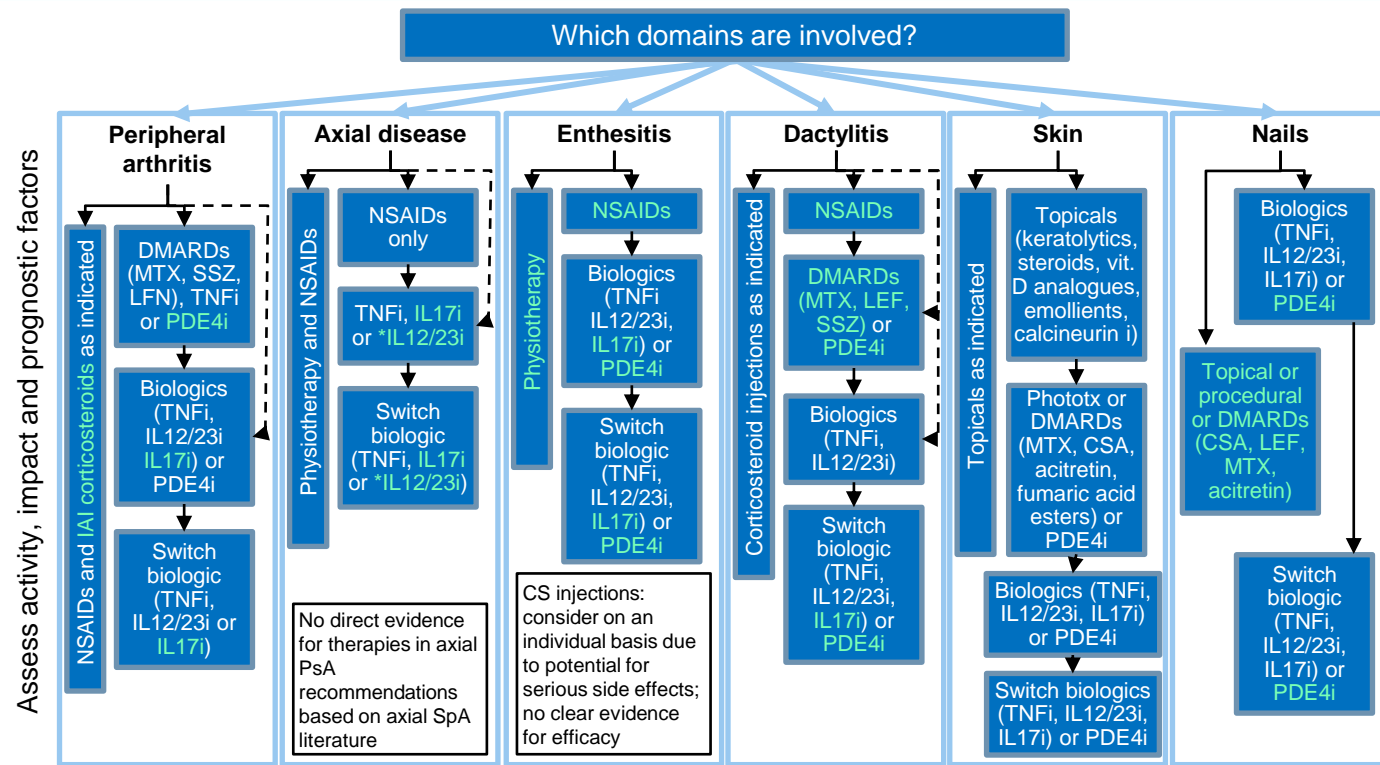 Which domains are involved?
Assess activity, impact and prognostic factors
Peripheral
arthritis
NSAIDs and IAI corticosteroids as indicated
DMARDs
(MTX, SSZ,
LFN), TNFi
or PDE4i
Biologics
(TNFi,
IL12/23i
IL17i) or
PDE4i
Switch
biologic
(TNFi,
IL12/23i or
IL17i)
Axial disease
Physiotherapy and NSAIDs
NSAIDs
only
TNFi, IL17i
or *IL12/23i
Switch
biologic
(TNFi, IL17i
or *IL12/23i)
No direct evidence
for therapies in axial
PsA
recommendations
based on axial SpA
literature
Enthesitis
Physiotherapy
NSAIDs
Biologics
(TNFi
IL12/23i,
IL17i) or
PDE4i
Switch
biologic
(TNFi,
IL12/23i,
IL17i) or
PDE4i
CS injections:
consider on an
individual basis due
to potential for
serious side effects;
no clear evidence
for efficacy
Dactylitis
Corticosteroid injections as indicated
NSAIDs
DMARDs
(MTX, LEF,
SSZ) or
PDE4i
Biologics
(TNFi,
IL12/23i)
Switch
biologic
(TNFi,
IL12/23i,
IL17i) or
PDE4i
Skin
Topicals as indicated
Topicals
(keratolytics,
steroids, vit.
D analogues,
emollients,
calcineurin i)
Phototx or
DMARDs
(MTX, CSA,
acitretin,
fumaric acid
esters) or
PDE4i
Biologics (TNFi,
IL12/23i, IL17i)
or PDE4i
Switch biologics
(TNFi, IL12/23i,
IL17i) or PDE4i
Nails
Biologics
(TNFi,
IL12/23i,
IL17i) or
PDE4i
Topical or
procedural
or DMARDs
(CSA, LEF,
MTX,
acitretin)
Switch
biologic
(TNFi,
IL12/23i,
IL17i) or
PDE4i